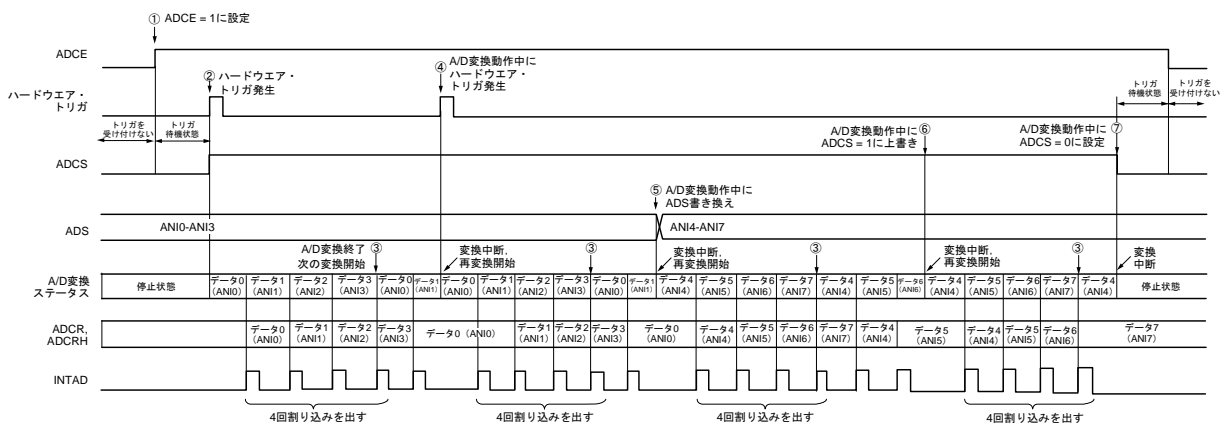 ① ADCE = 1に設定
ADCE
② ハードウエア・
トリガ発生
④ A/D変換動作中に
ハードウエア・
トリガ発生
ハードウエア・
トリガ
トリガを
受け付けない
トリガ
待機状態
トリガ
待機状態
トリガを
受け付けない
A/D変換動作中に ⑥
ADCS = 1に上書き
A/D変換動作中に ⑦
ADCS = 0に設定
ADCS
⑤ A/D変換動作中に
ADS書き換え
ADS
ANI0-ANI3
ANI4-ANI7
A/D変換終了 ③
次の変換開始
変換中断,
再変換開始
③
変換中断,
再変換開始
③
変換中断,
再変換開始
③
変換
中断
A/D変換
ステータス
停止状態
データ0 データ1 データ2 データ3 データ0 データ1 データ0 データ1 データ2 データ3 データ0 データ1 データ4 データ5 データ6 データ7 データ4 データ5 データ6 データ4 データ5 データ6 データ7 データ4
(ANI0) (ANI1) (ANI2) (ANI3) (ANI0) (ANI1) (ANI0) (ANI1) (ANI2) (ANI3) (ANI0) (ANI1) (ANI4) (ANI5) (ANI6) (ANI7) (ANI4) (ANI5) (ANI6) (ANI4) (ANI5) (ANI6) (ANI7) (ANI4)
停止状態
ADCR,
ADCRH
データ0 データ1 データ2 データ3 データ0 (ANI0) データ1 データ2 データ3 データ0 データ4 データ5 データ6 データ7 データ4 データ5 データ4 データ5 データ6 データ7
(ANI0) (ANI1) (ANI2) (ANI3) (ANI1) (ANI2) (ANI3) (ANI0) (ANI4) (ANI5) (ANI6) (ANI7) (ANI4) (ANI5) (ANI4) (ANI5) (ANI6) (ANI7)
INTAD
4回割り込みを出す
4回割り込みを出す
4回割り込みを出す
4回割り込みを出す